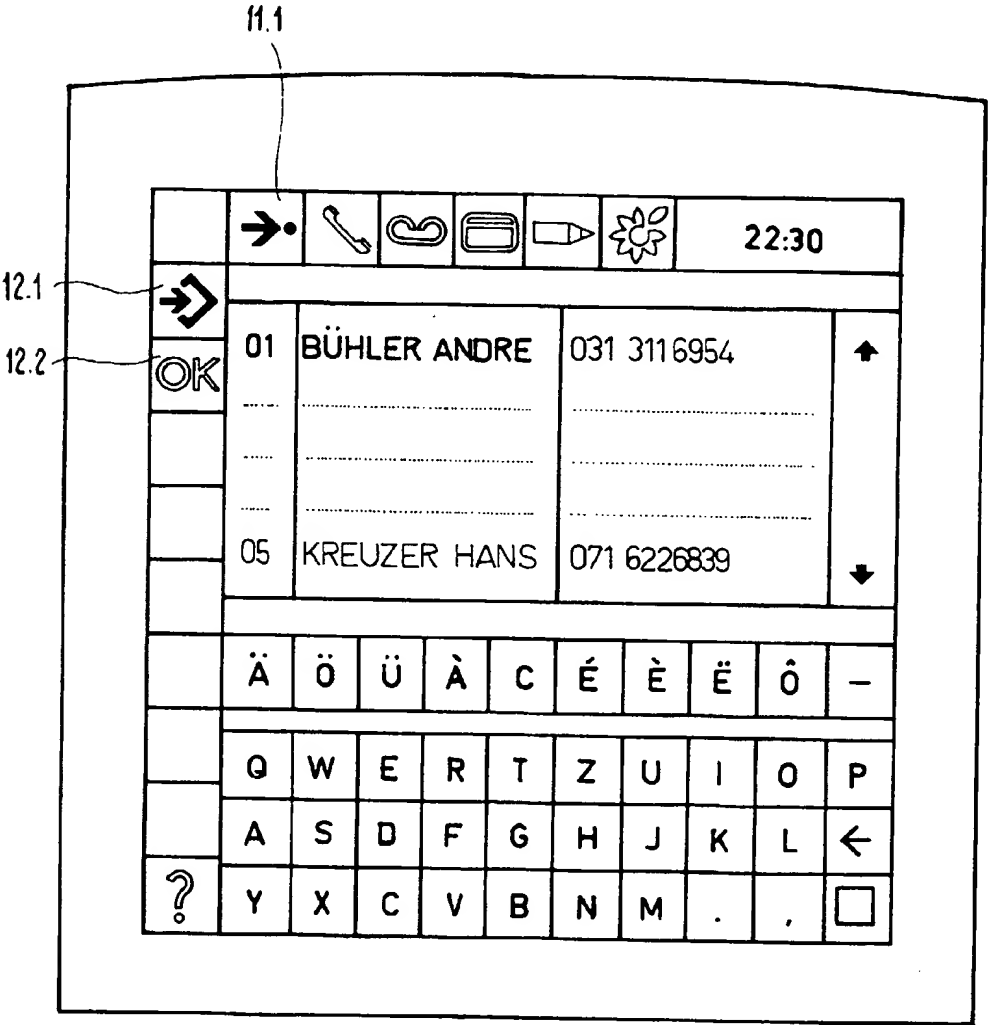 11.1
22:30
12.1
01 BÜHLER ANDRE 031 3116954
12.2
OK
05 KREUZER HANS 071 6226839
Ä Ö Ü À C É È Ë Ô –
Q W E R T Z U I O P
A S D F G H J K L ←
? Y X C V B N M . ,